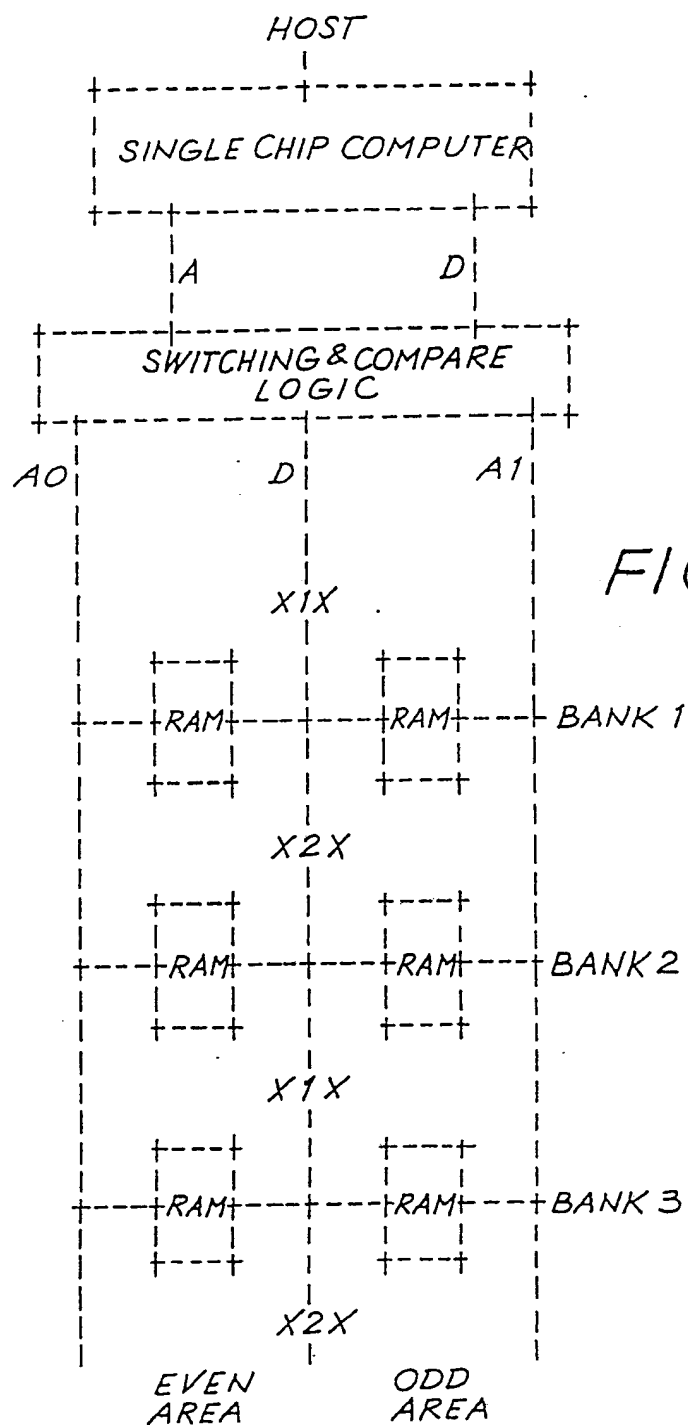 HOST
SINGLE CHIP COMPUTER
A D
SWITCHING & COMPARE
LOGIC
A0 D A1
X1X
RAM RAM BANK 1
X2X
RAM RAM BANK 2
X1X
RAM RAM BANK 3
X2X
EVEN ODD
AREA AREA